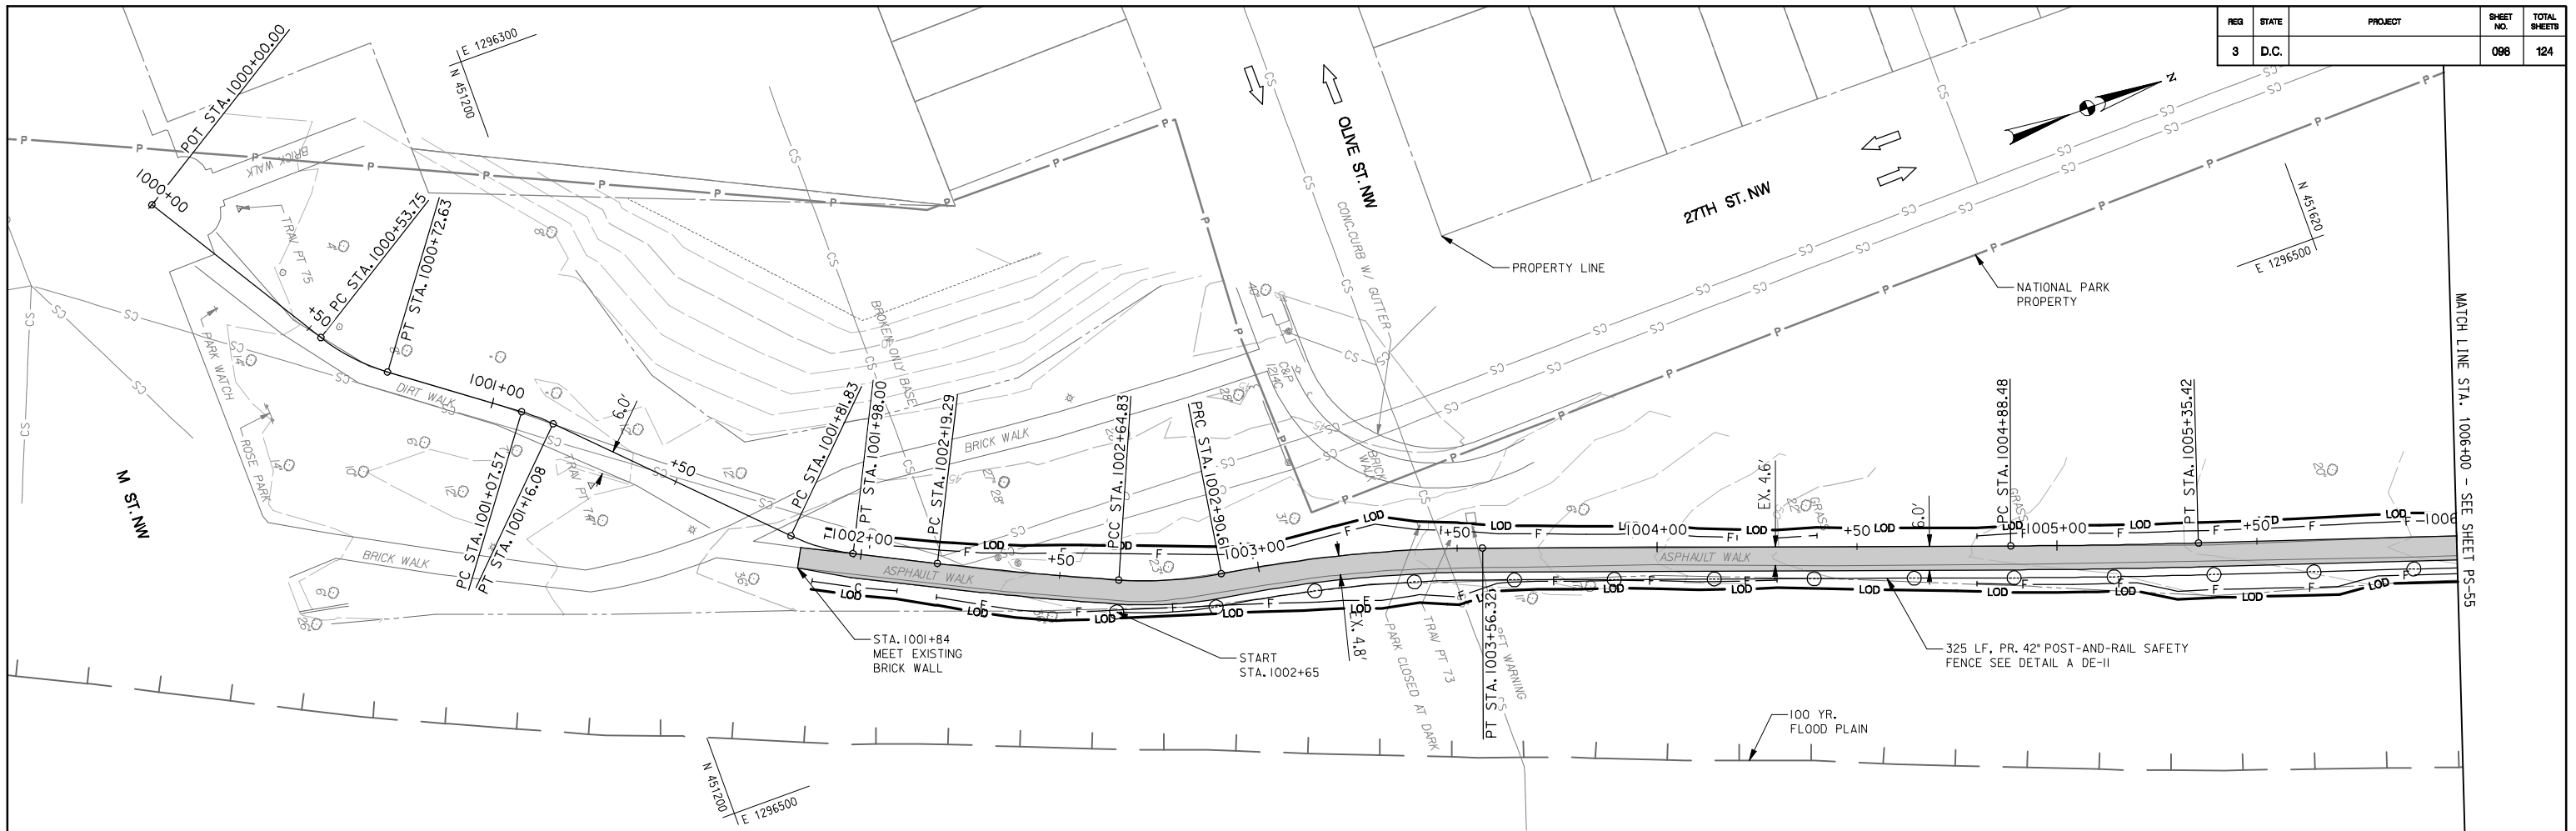 REG STATE PROJECT SHEET NO. TOTAL SHEETS
3 D.C. 098 124
E 1296300
N 451200
POT STA. 1000+00.00
1000+00
BRICK WALK
TRAV PT 75
+50
PC STA. 1000+53.75
PT STA. 1000+72.63
PARK WATCH
ROSE PARK
DIRT WALK
1001+00
6.0'
M ST. NW
PC STA. 1001+07.57
PT STA. 1001+16.08
TRAV PT 74
+50
BRICK WALK
BROKEN ONLY BASE
PC STA. 1001+81.83
PT STA. 1001+98.00
PC STA. 1002+19.29
BRICK WALK
PCC STA. 1002+64.83
PRC STA. 1002+90.61
1002+00
+50
1003+00
ASPHAULT WALK
STA. 1001+84
MEET EXISTING
BRICK WALL
START
STA. 1002+65
OLIVE ST. NW
CONC. CURB W/ GUTTER
C&P
1214C
BRICK
WALK
27TH ST. NW
PROPERTY LINE
NATIONAL PARK
PROPERTY
N
N 451620
E 1296500
EX. 4.8'
PARK CLOSED AT DARK
TRAV PT 73
PT STA. 1003+56.32
+50
1004+00
ASPHAULT WALK
EX. 4.6'
GRASS
+50
6.0'
PC STA. 1004+88.48
GRASS
1005+00
PT STA. 1005+35.42
+50
1006
LOD
F
CS
P
325 LF, PR. 42" POST-AND-RAIL SAFETY
FENCE SEE DETAIL A DE-11
100 YR.
FLOOD PLAIN
N 451200
E 1296500
MATCH LINE STA. 1006+00 - SEE SHEET PS-55